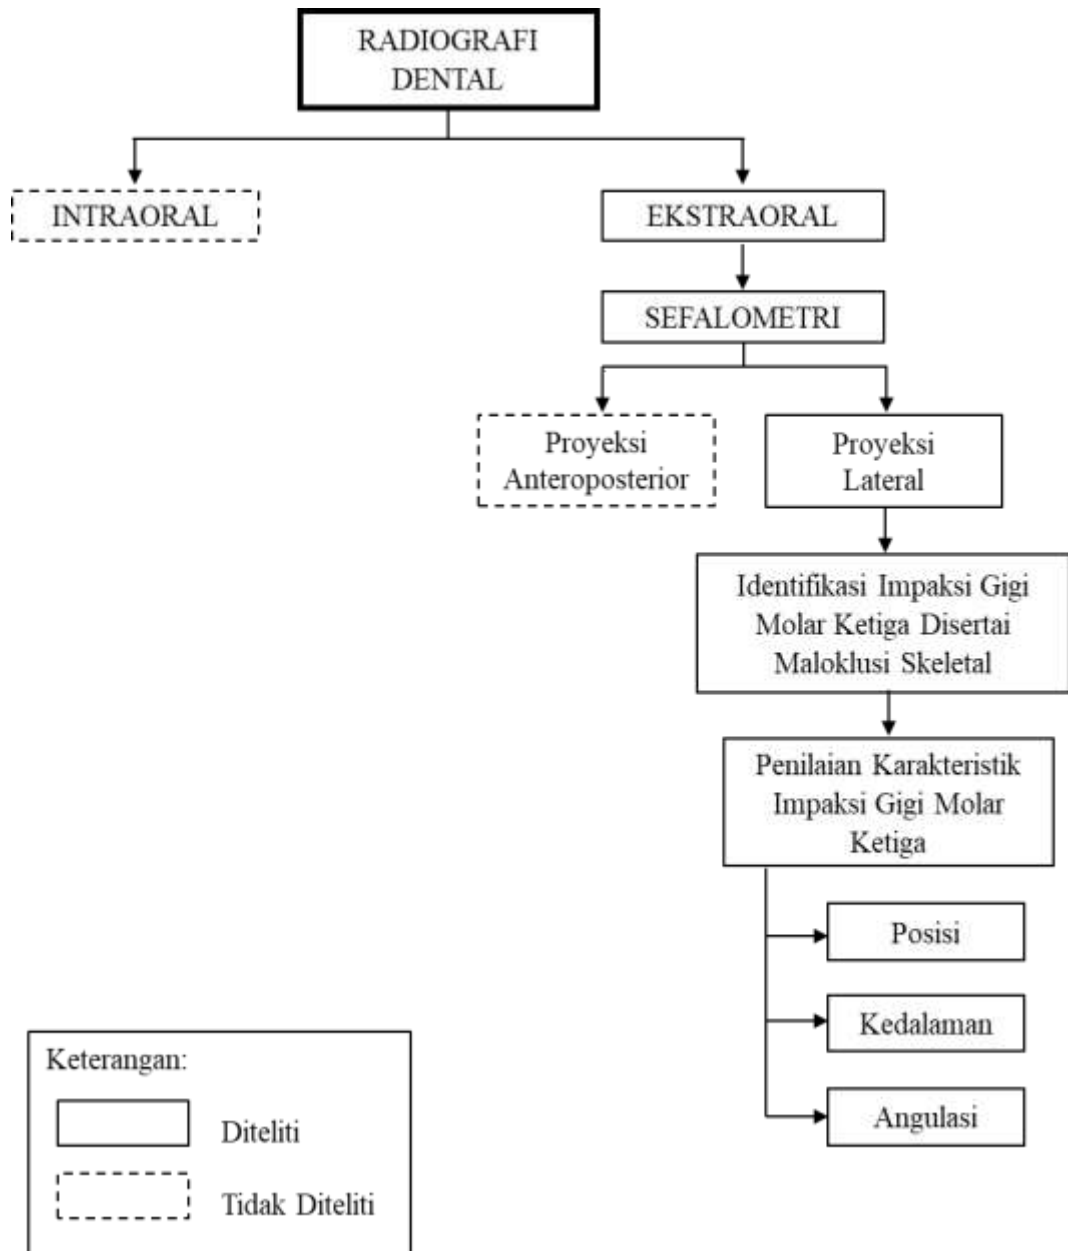 RADIOGRAFI
DENTAL
INTRAORAL
EKSTRAORAL
SEFALOMETRI
Proyeksi
Anteroposterior
Proyeksi
Lateral
Identifikasi Impaksi Gigi
Molar Ketiga Disertai
Maloklusi Skeletal
Penilaian Karakteristik
Impaksi Gigi Molar
Ketiga
Posisi
Kedalaman
Angulasi
Keterangan:
Diteliti
Tidak Diteliti